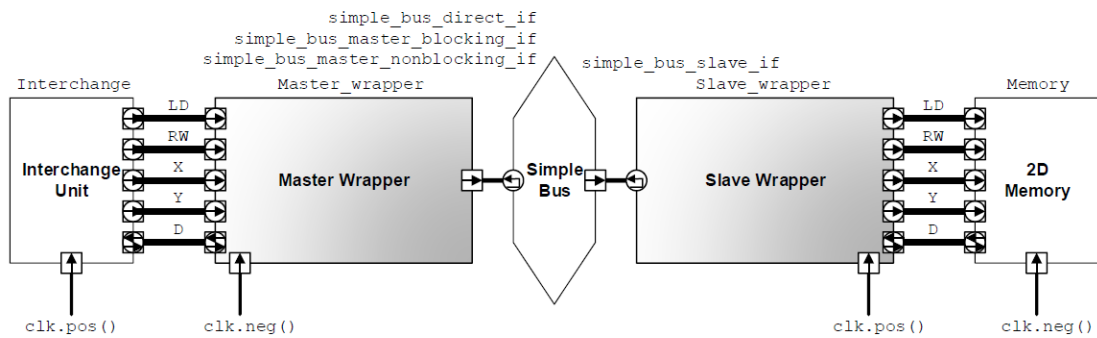 simple_bus_direct_if
simple_bus_master_blocking_if
simple_bus_master_nonblocking_if
simple_bus_slave_if
Interchange
Master_wrapper
Slave_wrapper
Memory
LD
RW
X
Y
D
Interchange
Unit
Master Wrapper
Simple
Bus
Slave Wrapper
LD
RW
X
Y
D
2D
Memory
clk.pos()
clk.neg()
clk.pos()
clk.neg()